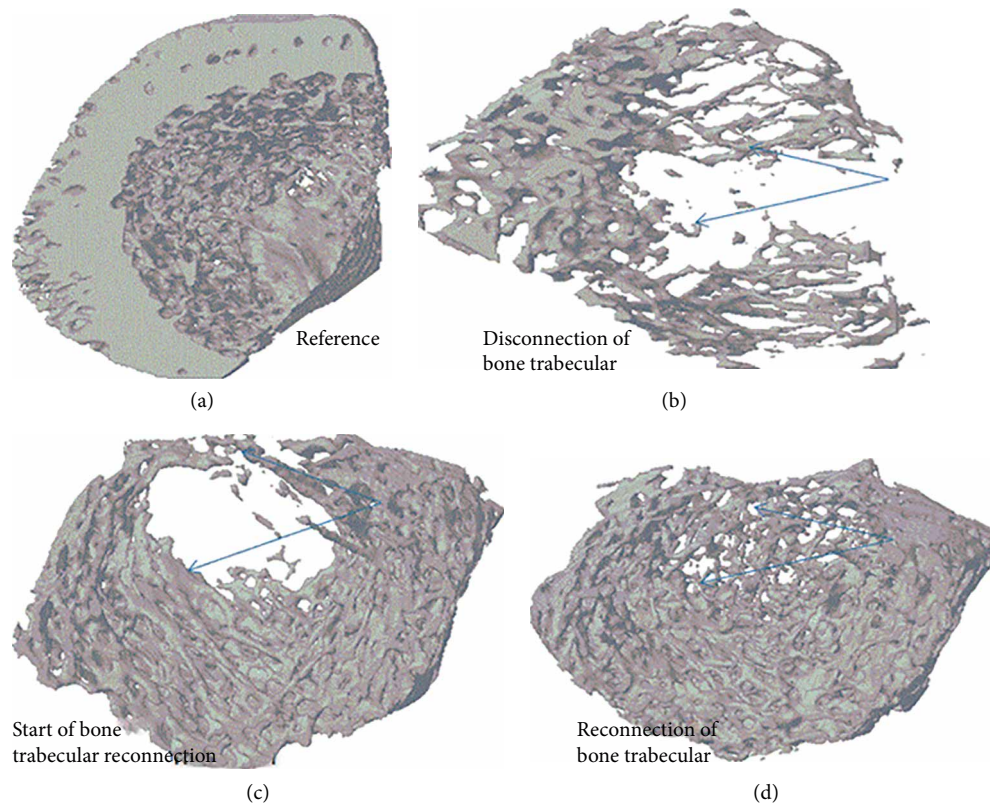 Reference
(a)
Disconnection of
bone trabecular
(b)
Start of bone
trabecular reconnection
(c)
Reconnection of
bone trabecular
(d)